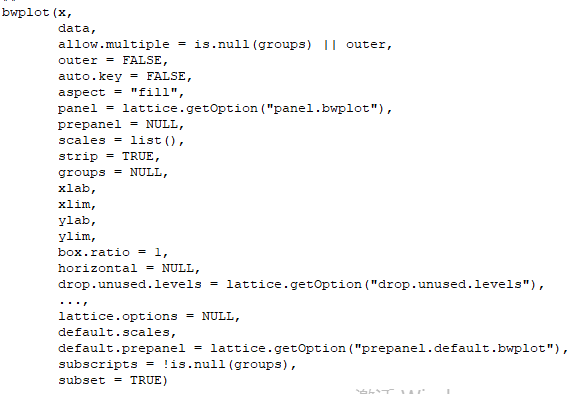 bwplot(x,
data,
allow.multiple = is.null(groups) || outer,
outer = FALSE,
auto.key = FALSE,
aspect = "fill",
panel = lattice.getOption("panel.bwplot"),
prepanel = NULL,
scales = list(),
strip = TRUE,
groups = NULL,
xlab,
xlim,
ylab,
ylim,
box.ratio = 1,
horizontal = NULL,
drop.unused.levels = lattice.getOption("drop.unused.levels"),
...,
lattice.options = NULL,
default.scales,
default.prepanel = lattice.getOption("prepanel.default.bwplot"),
subscripts = !is.null(groups),
subset = TRUE)